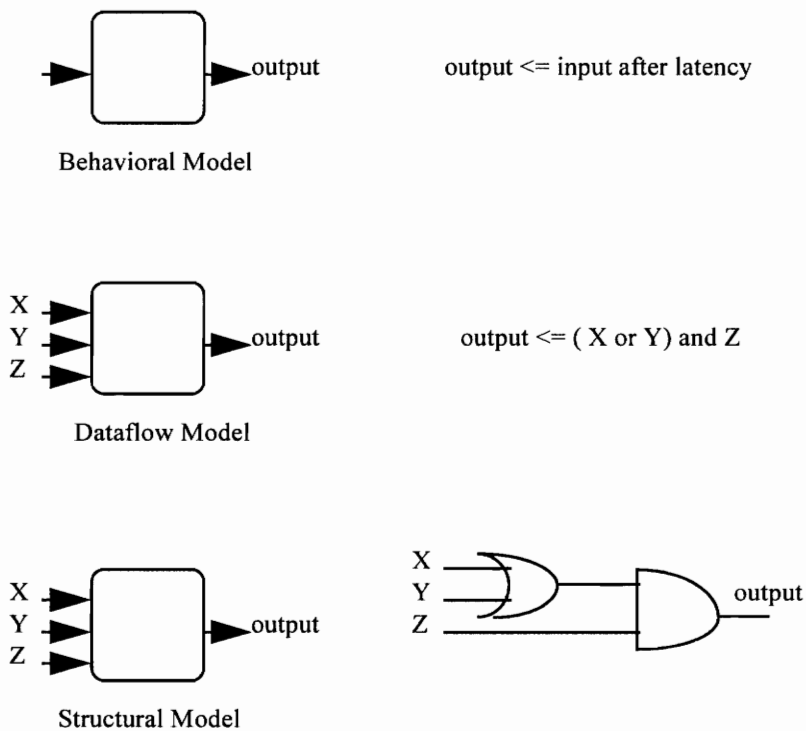 output
output <= input after latency
Behavioral Model
X
Y
Z
output
output <= ( X or Y) and Z
Dataflow Model
X
Y
Z
output
X
Y
Z
output
Structural Model